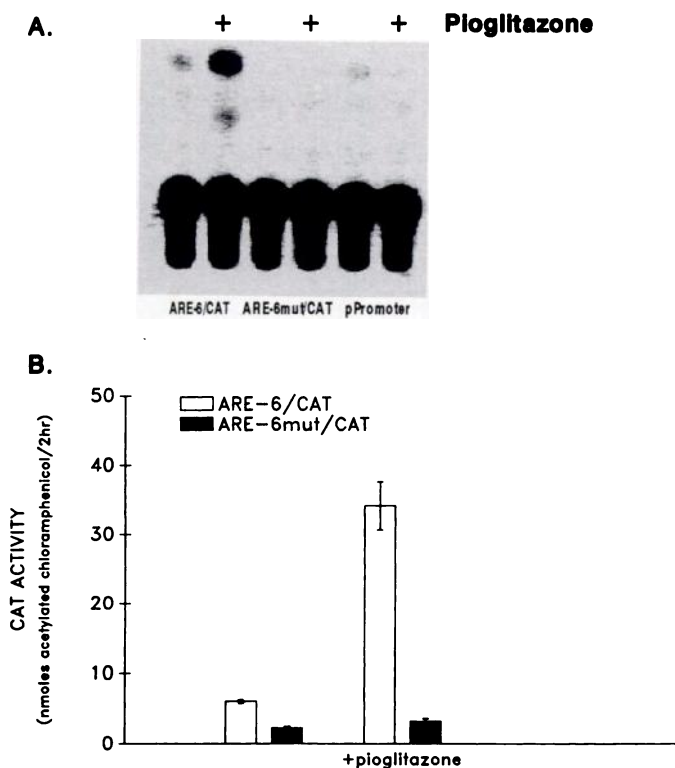 A.
+ + + Pioglitazone
ARE-6/CAT ARE-6mut/CAT pPromoter
B.
50
ARE-6/CAT
ARE-6mut/CAT
40
30
20
10
0
CAT ACTIVITY
(nmoles acetylated chloramphenicol/2hr)
+pioglitazone